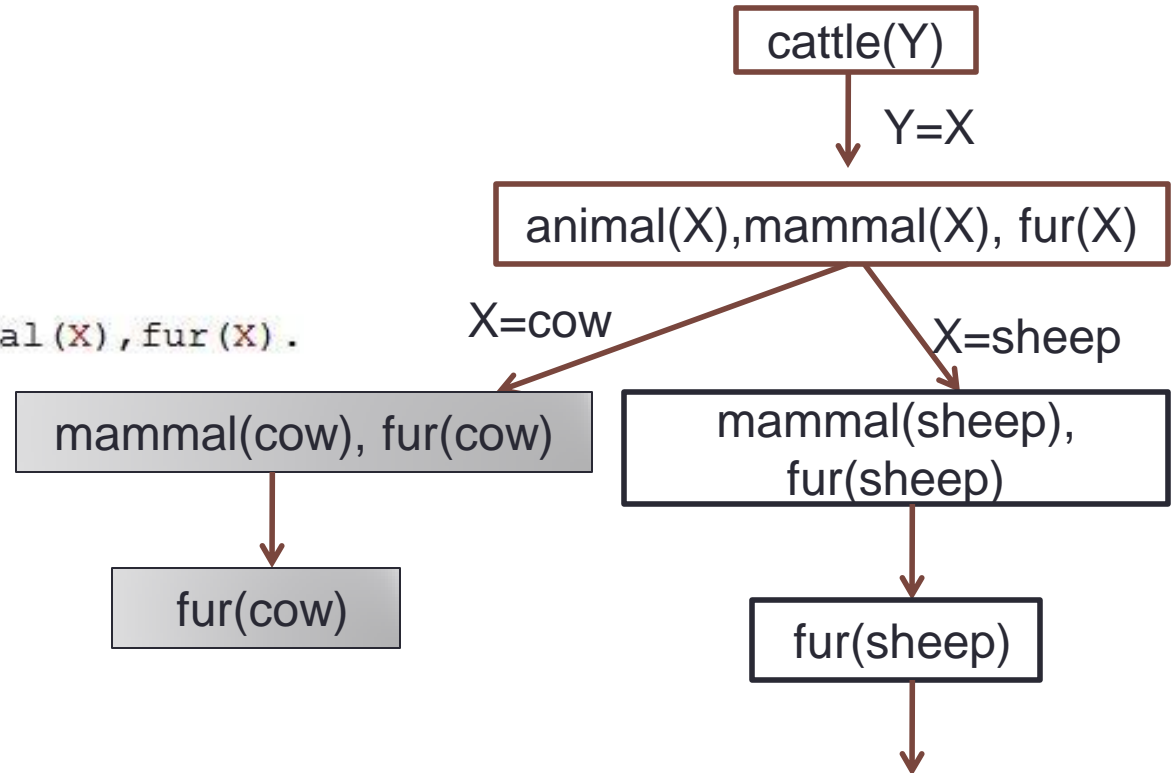 cattle(Y)
Y=X
animal(X),mammal(X), fur(X)
al(X),fur(X).
X=cow
X=sheep
mammal(cow), fur(cow)
mammal(sheep),
fur(sheep)
fur(cow)
fur(sheep)